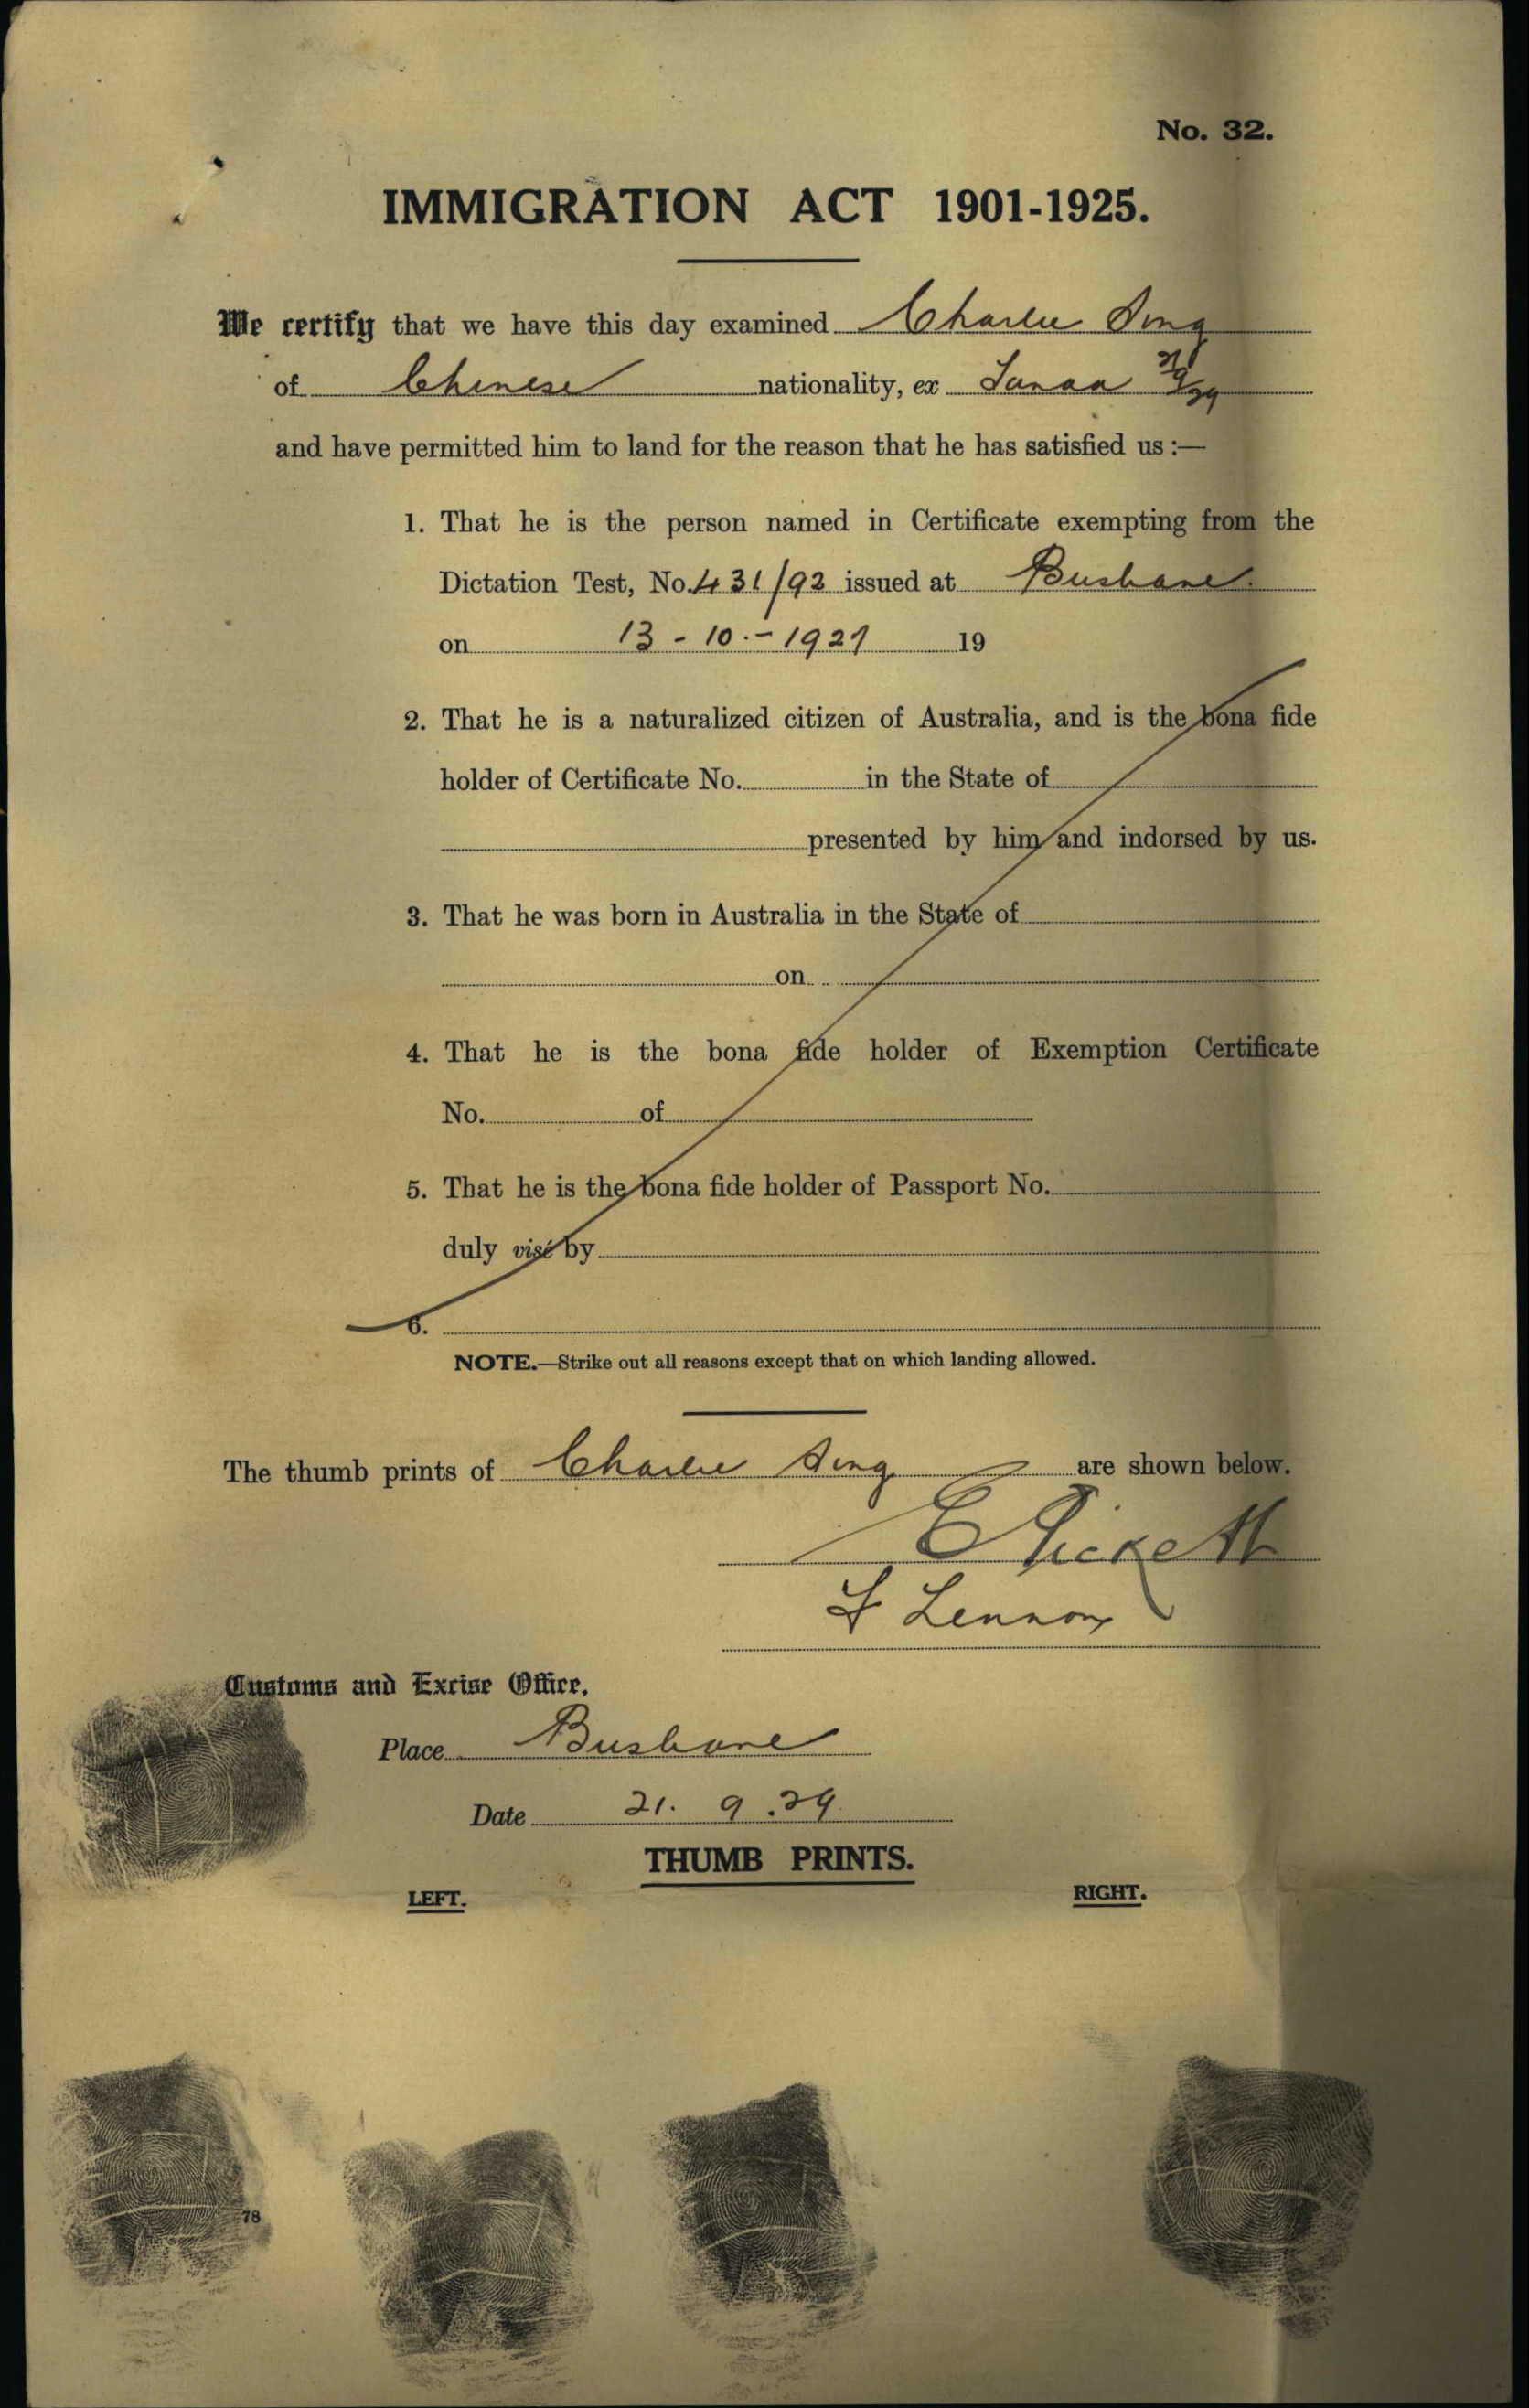 No. 32.
IMMIGRATION ACT 1901-1925.
We certify that we have this day examined Charlie Sing
of Chinese nationality, ex Tanda 21/9/29
and have permitted him to land for the reason that he has satisfied us :—
1. That he is the person named in Certificate exempting from the
Dictation Test, No. 431/92 issued at Brisbane.
on 13-10.-1927 19
2. That he is a naturalized citizen of Australia, and is the bona fide
holder of Certificate No. in the State of
presented by him and indorsed by us.
3. That he was born in Australia in the State of
on
4. That he is the bona fide holder of Exemption Certificate
No. of
5. That he is the bona fide holder of Passport No.
duly visé by
6.
NOTE.—Strike out all reasons except that on which landing allowed.
The thumb prints of Charlie Sing are shown below.
E Pickett
F Lennox
Customs and Excise Office.
Place Brisbane
Date 21. 9. 29
THUMB PRINTS.
LEFT. RIGHT.
78